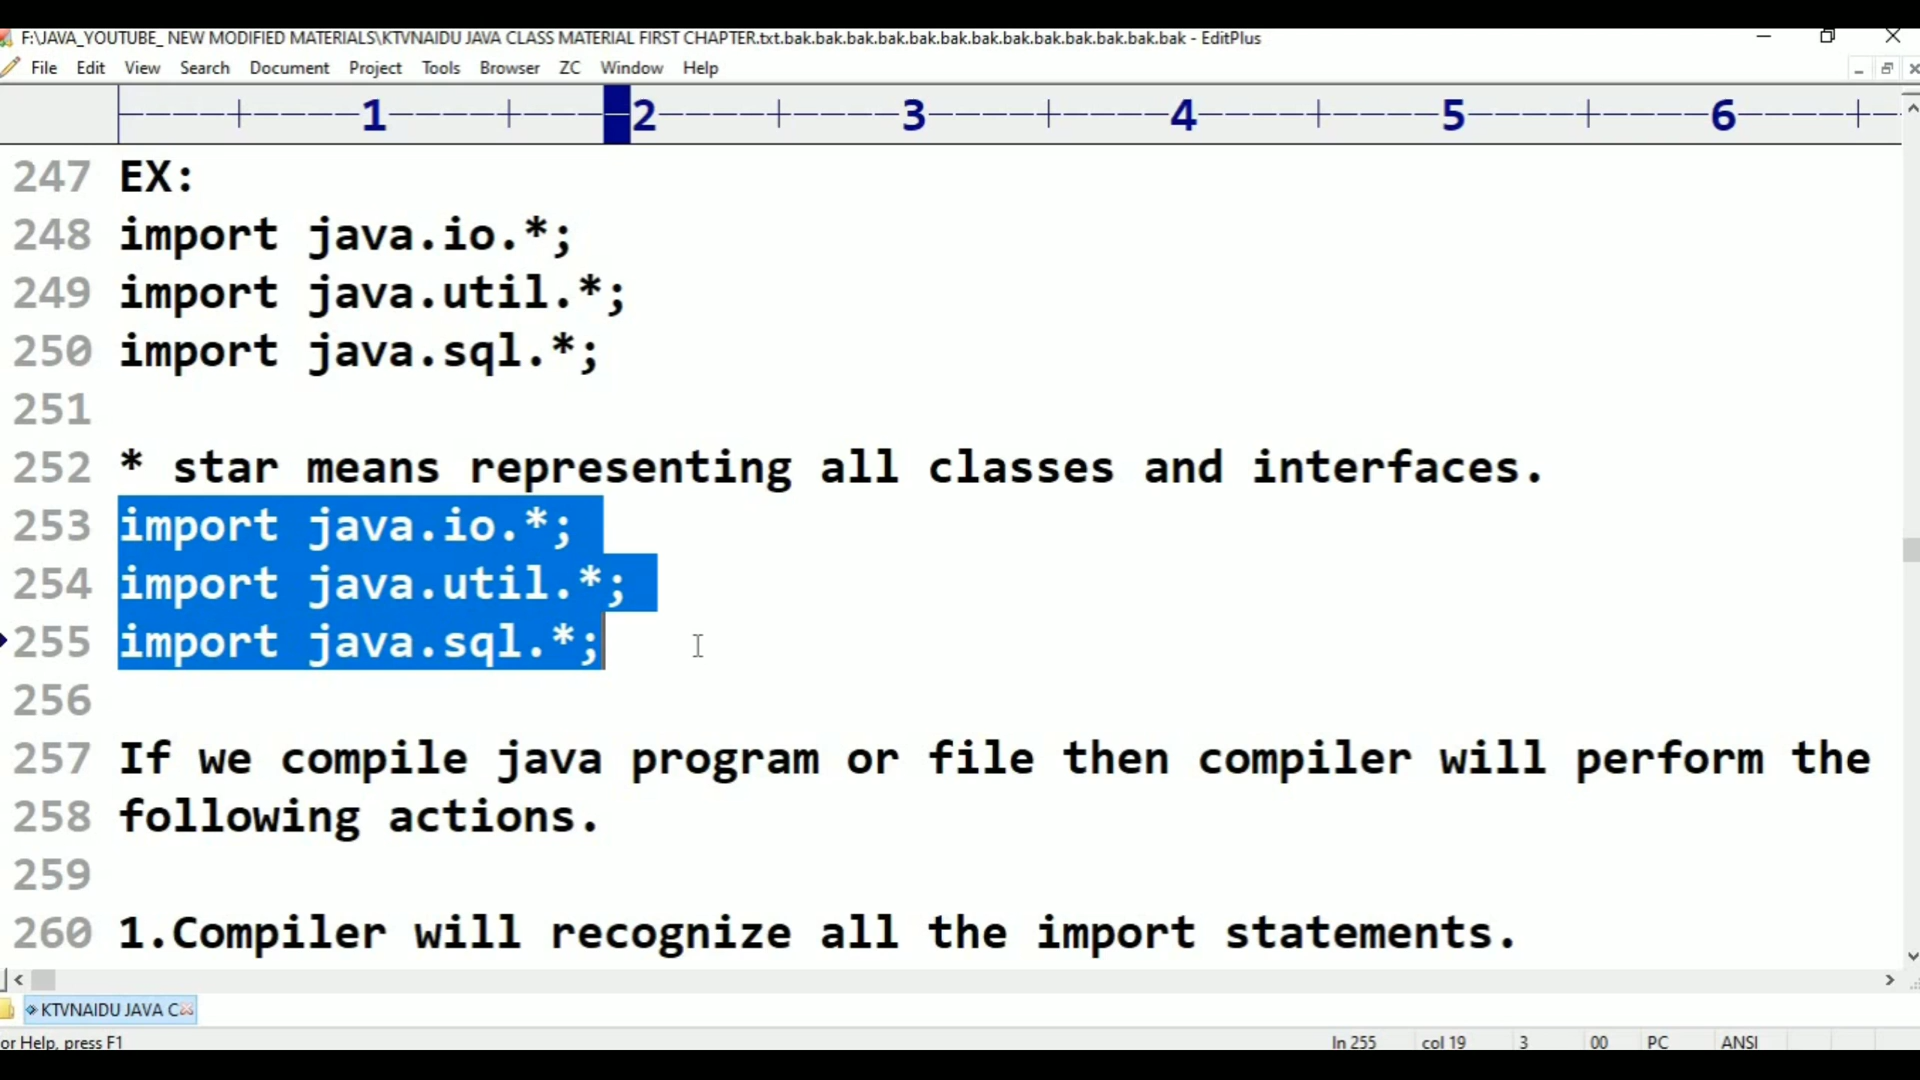 F:\JAVA_YOUTUBE_ NEW MODIFIED MATERIALS\KTVNAIDU JAVA CLASS MATERIAL FIRST CHAPTER.txt.bak.bak.bak.bak.bak.bak.bak.bak.bak.bak.bak.bak.bak - EditPlus
File Edit View Search Document Project Tools Browser ZC Window Help
1 2 3 4 5 6
247 EX:
248 import java.io.*;
249 import java.util.*;
250 import java.sql.*;
251
252 * star means representing all classes and interfaces.
253 import java.io.*;
254 import java.util.*;
255 import java.sql.*;
256
257 If we compile java program or file then compiler will perform the
258 following actions.
259
260 1.Compiler will recognize all the import statements.
KTVNAIDU JAVA C
or Help, press F1 ln 255 col 19 3 00 PC ANSI